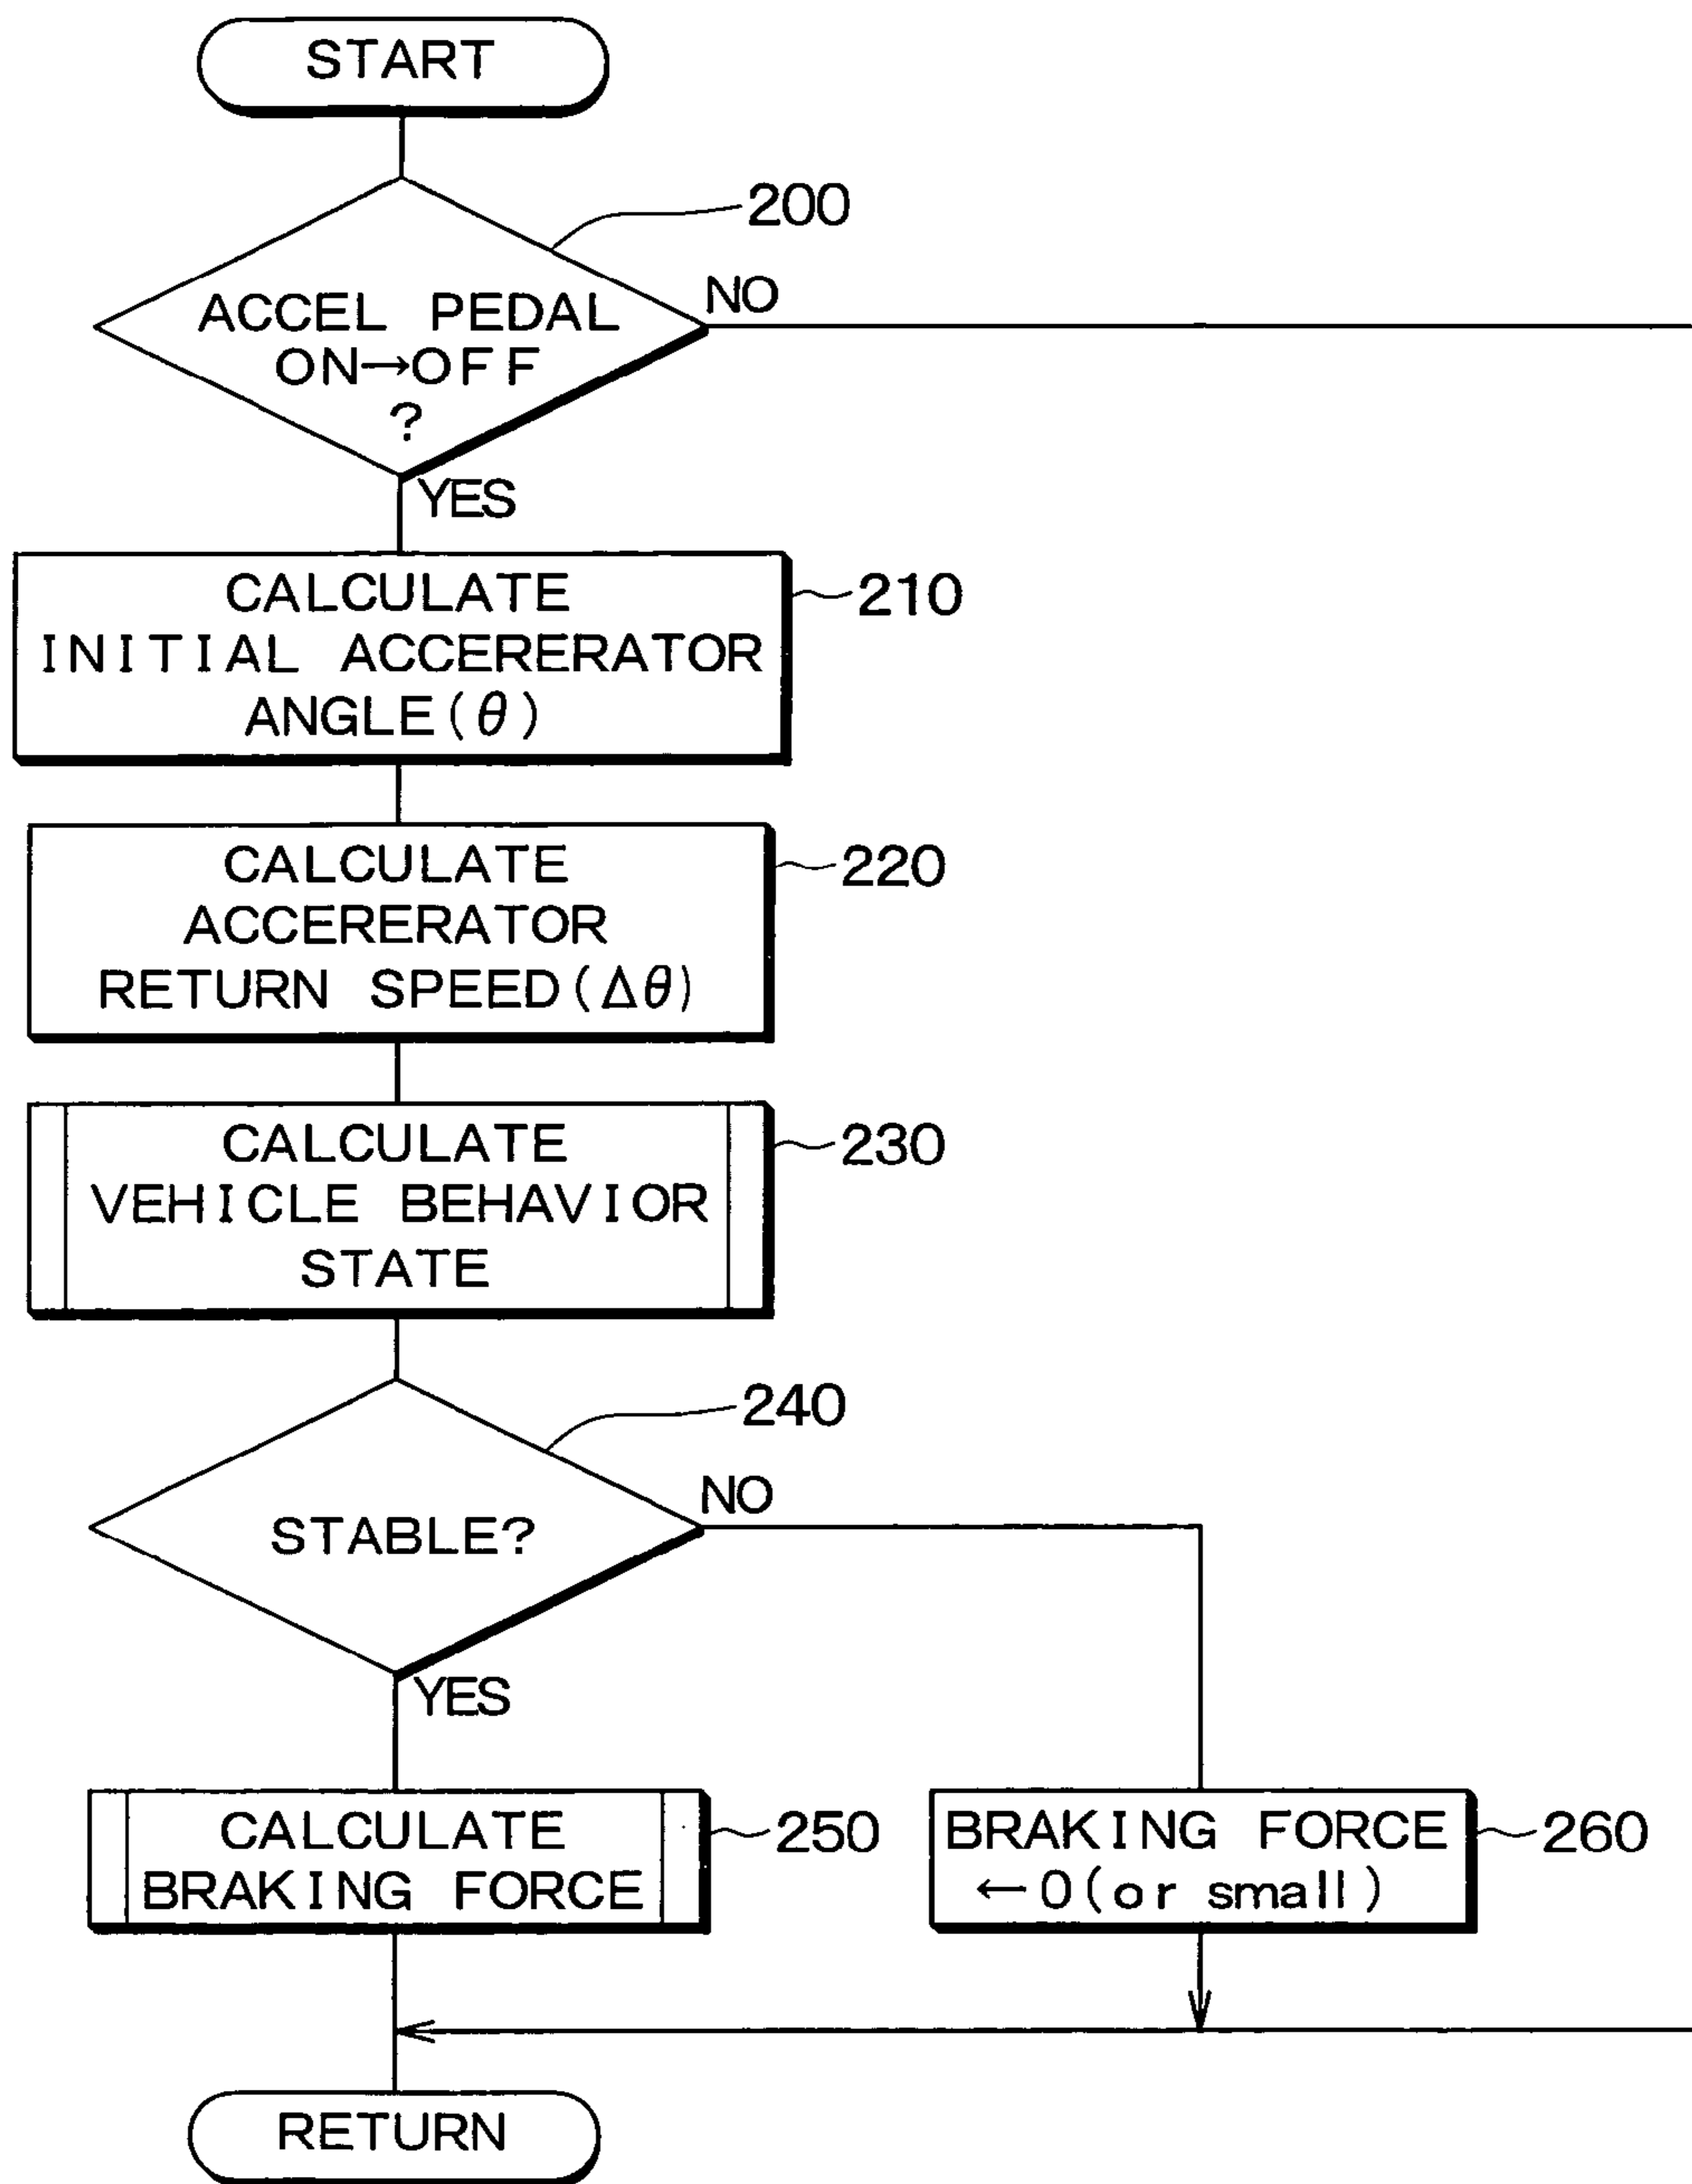 START
200
ACCEL PEDAL
ON→OFF
?
NO
YES
CALCULATE
INITIAL ACCERERATOR
ANGLE(θ)
210
CALCULATE
ACCERERATOR
RETURN SPEED(Δθ)
220
CALCULATE
VEHICLE BEHAVIOR
STATE
230
240
STABLE?
NO
YES
CALCULATE
BRAKING FORCE
250
BRAKING FORCE
←0(or small)
260
RETURN